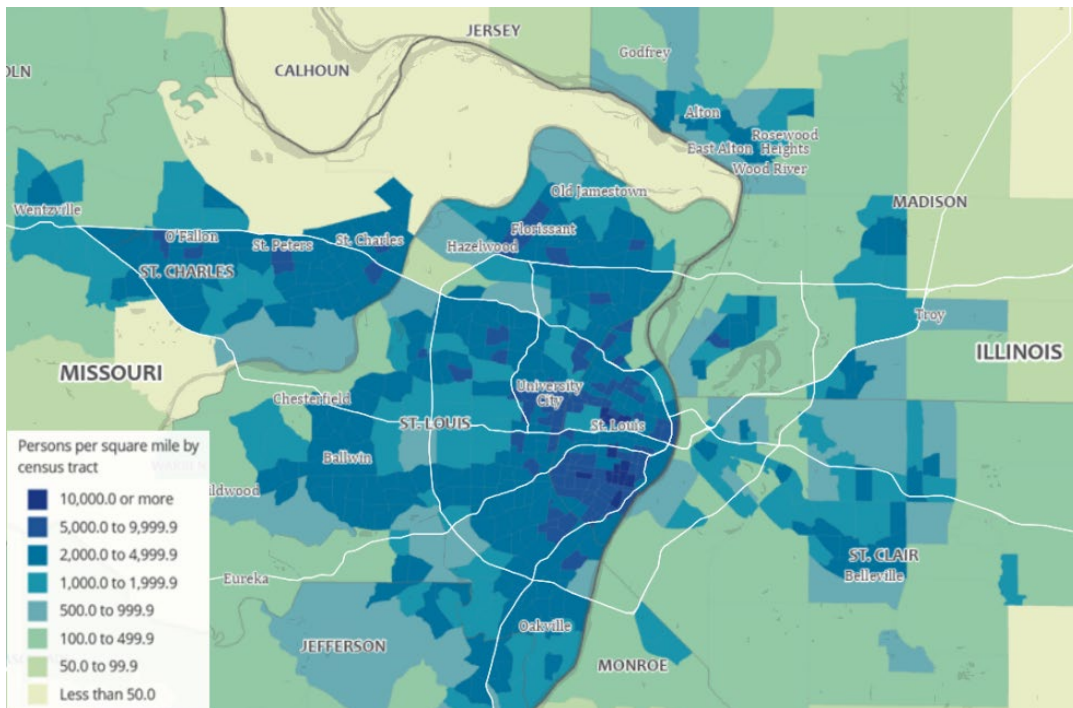 JERSEY
Godfrey
CALHOUN
OLN
Alton
Rosewood
East Alton Heights
Wood River
Old Jamestown
MADISON
Wentzville
Florissant
O'Fallon
St. Charles
St. Peters
Hazelwood
ST. CHARLES
Troy
ILLINOIS
MISSOURI
University
City
Chesterfield
ST. LOUIS
St. Louis
Persons per square mile by
census tract
Ballwin
ildwood
10,000.0 or more
5,000.0 to 9,999.9
2,000.0 to 4,999.9
ST. CLAIR
Belleville
1,000.0 to 1,999.9
Eureka
500.0 to 999.9
Oakville
100.0 to 499.9
JEFFERSON
MONROE
50.0 to 99.9
Less than 50.0